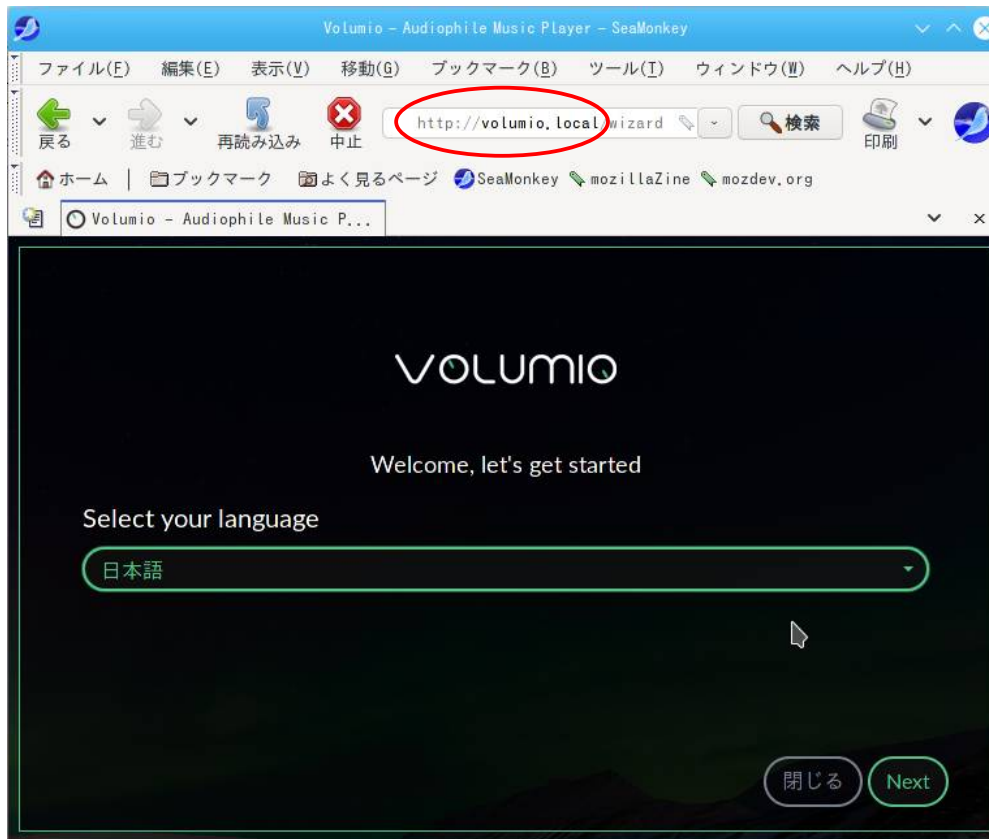 Volumio – Audiophile Music Player – SeaMonkey
ファイル(F) 編集(E) 表示(V) 移動(G) ブックマーク(B) ツール(T) ウィンドウ(W) ヘルプ(H)
http://volumio.local/wizard 検索
戻る 進む 再読み込み 中止 印刷
ホーム | ブックマーク よく見るページ SeaMonkey mozillaZine mozdev.org
Volumio – Audiophile Music P...
VOLUMIO
Welcome, let's get started
Select your language
日本語
閉じる Next